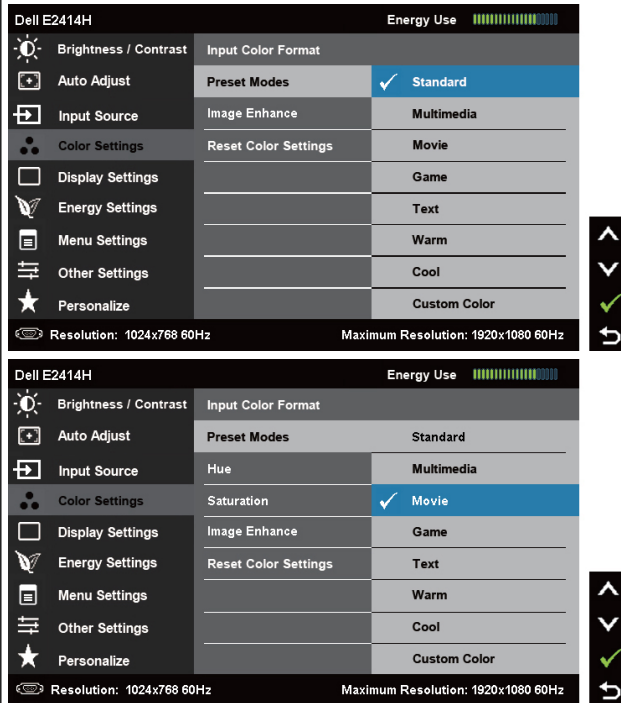 Dell E2414H Energy Use
Brightness / Contrast Input Color Format
Auto Adjust Preset Modes Standard
Input Source Image Enhance Multimedia
Color Settings Reset Color Settings Movie
Display Settings Game
Energy Settings Text
Menu Settings Warm
Other Settings Cool
Personalize Custom Color
Resolution: 1024x768 60Hz Maximum Resolution: 1920x1080 60Hz
Dell E2414H Energy Use
Brightness / Contrast Input Color Format
Auto Adjust Preset Modes Standard
Input Source Hue Multimedia
Color Settings Saturation Movie
Display Settings Image Enhance Game
Energy Settings Reset Color Settings Text
Menu Settings Warm
Other Settings Cool
Personalize Custom Color
Resolution: 1024x768 60Hz Maximum Resolution: 1920x1080 60Hz